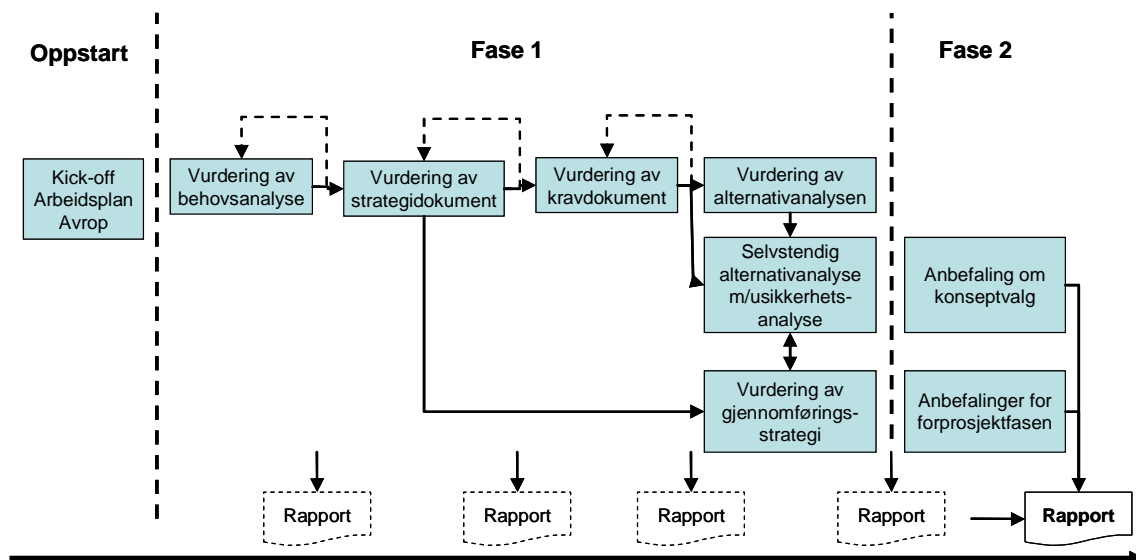 Oppstart
Fase 1
Fase 2
Kick-off
Arbeidsplan
Avrop
Vurdering av
behovsanalyse
Vurdering av
strategidokument
Vurdering av
kravdokument
Vurdering av
alternativanalysen
Selvstendig
alternativanalyse
m/usikkerhets-
analyse
Anbefaling om
konseptvalg
Vurdering av
gjennomførings-
strategi
Anbefalinger for
forprosjektfasen
Rapport
Rapport
Rapport
Rapport
Rapport